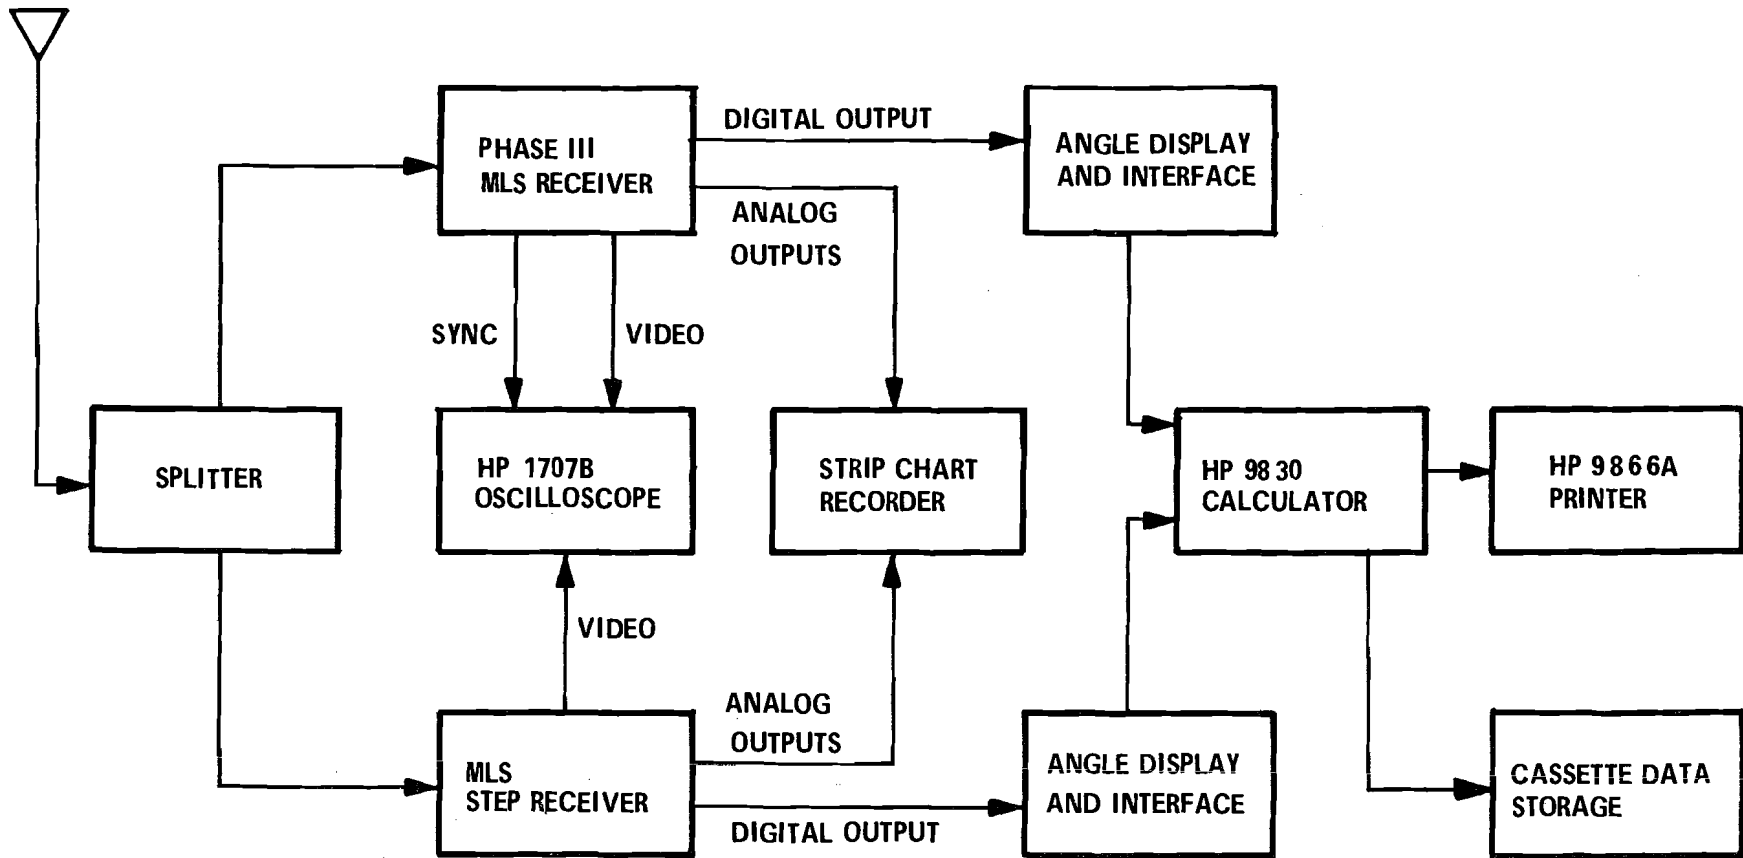 PHASE III
MLS RECEIVER
DIGITAL OUTPUT
ANALOG
OUTPUTS
ANGLE DISPLAY
AND INTERFACE
SYNC
VIDEO
SPLITTER
HP 1707B
OSCILLOSCOPE
STRIP CHART
RECORDER
HP 9830
CALCULATOR
HP 9866A
PRINTER
VIDEO
MLS
STEP RECEIVER
ANALOG
OUTPUTS
DIGITAL OUTPUT
ANGLE DISPLAY
AND INTERFACE
CASSETTE DATA
STORAGE